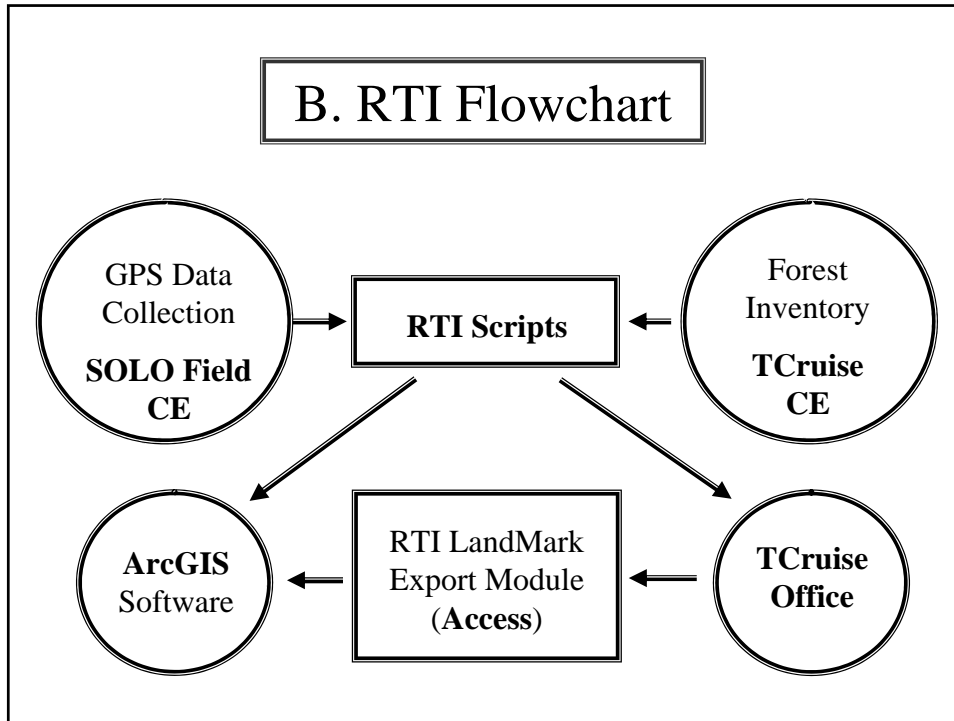 B. RTI Flowchart
GPS Data
Collection
SOLO Field
CE
RTI Scripts
Forest
Inventory
TCruise
CE
ArcGIS
Software
RTI LandMark
Export Module
(Access)
TCruise
Office